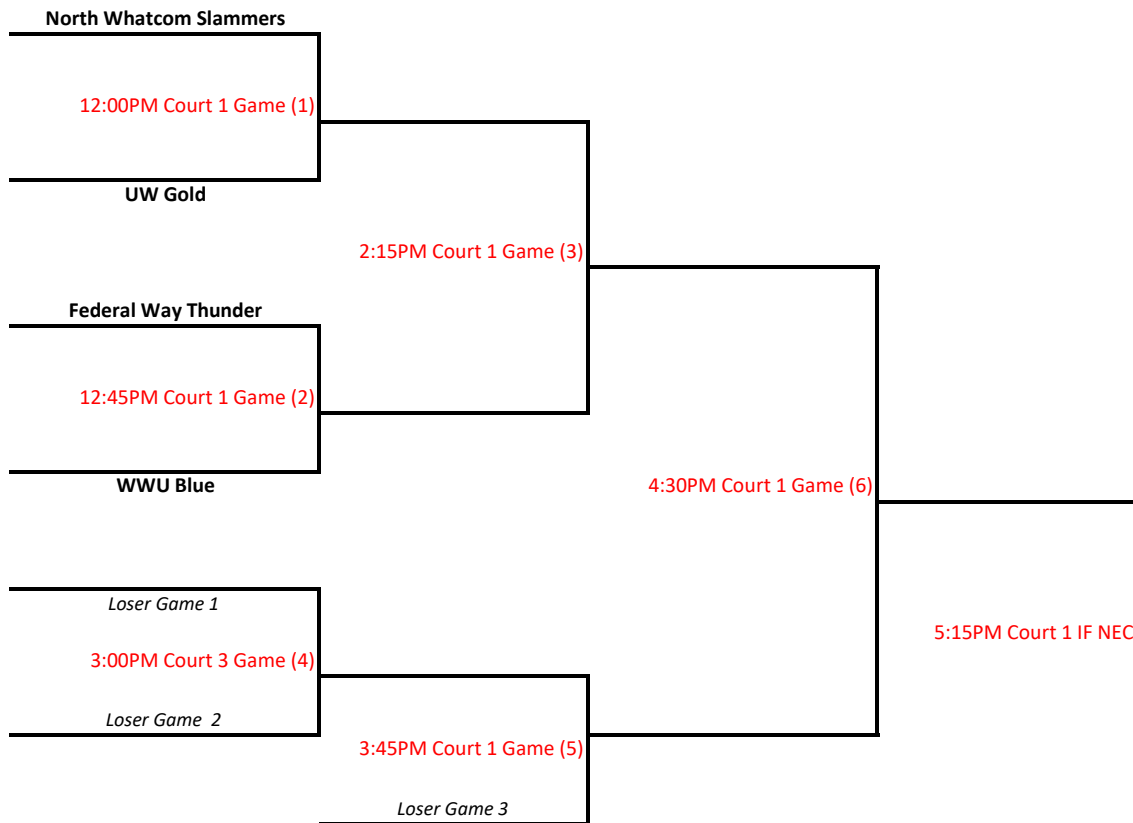 North Whatcom Slammers
12:00PM Court 1 Game (1)
UW Gold
2:15PM Court 1 Game (3)
Federal Way Thunder
12:45PM Court 1 Game (2)
WWU Blue
4:30PM Court 1 Game (6)
Loser Game 1
5:15PM Court 1 IF NEC
3:00PM Court 3 Game (4)
Loser Game  2
3:45PM Court 1 Game (5)
Loser Game 3